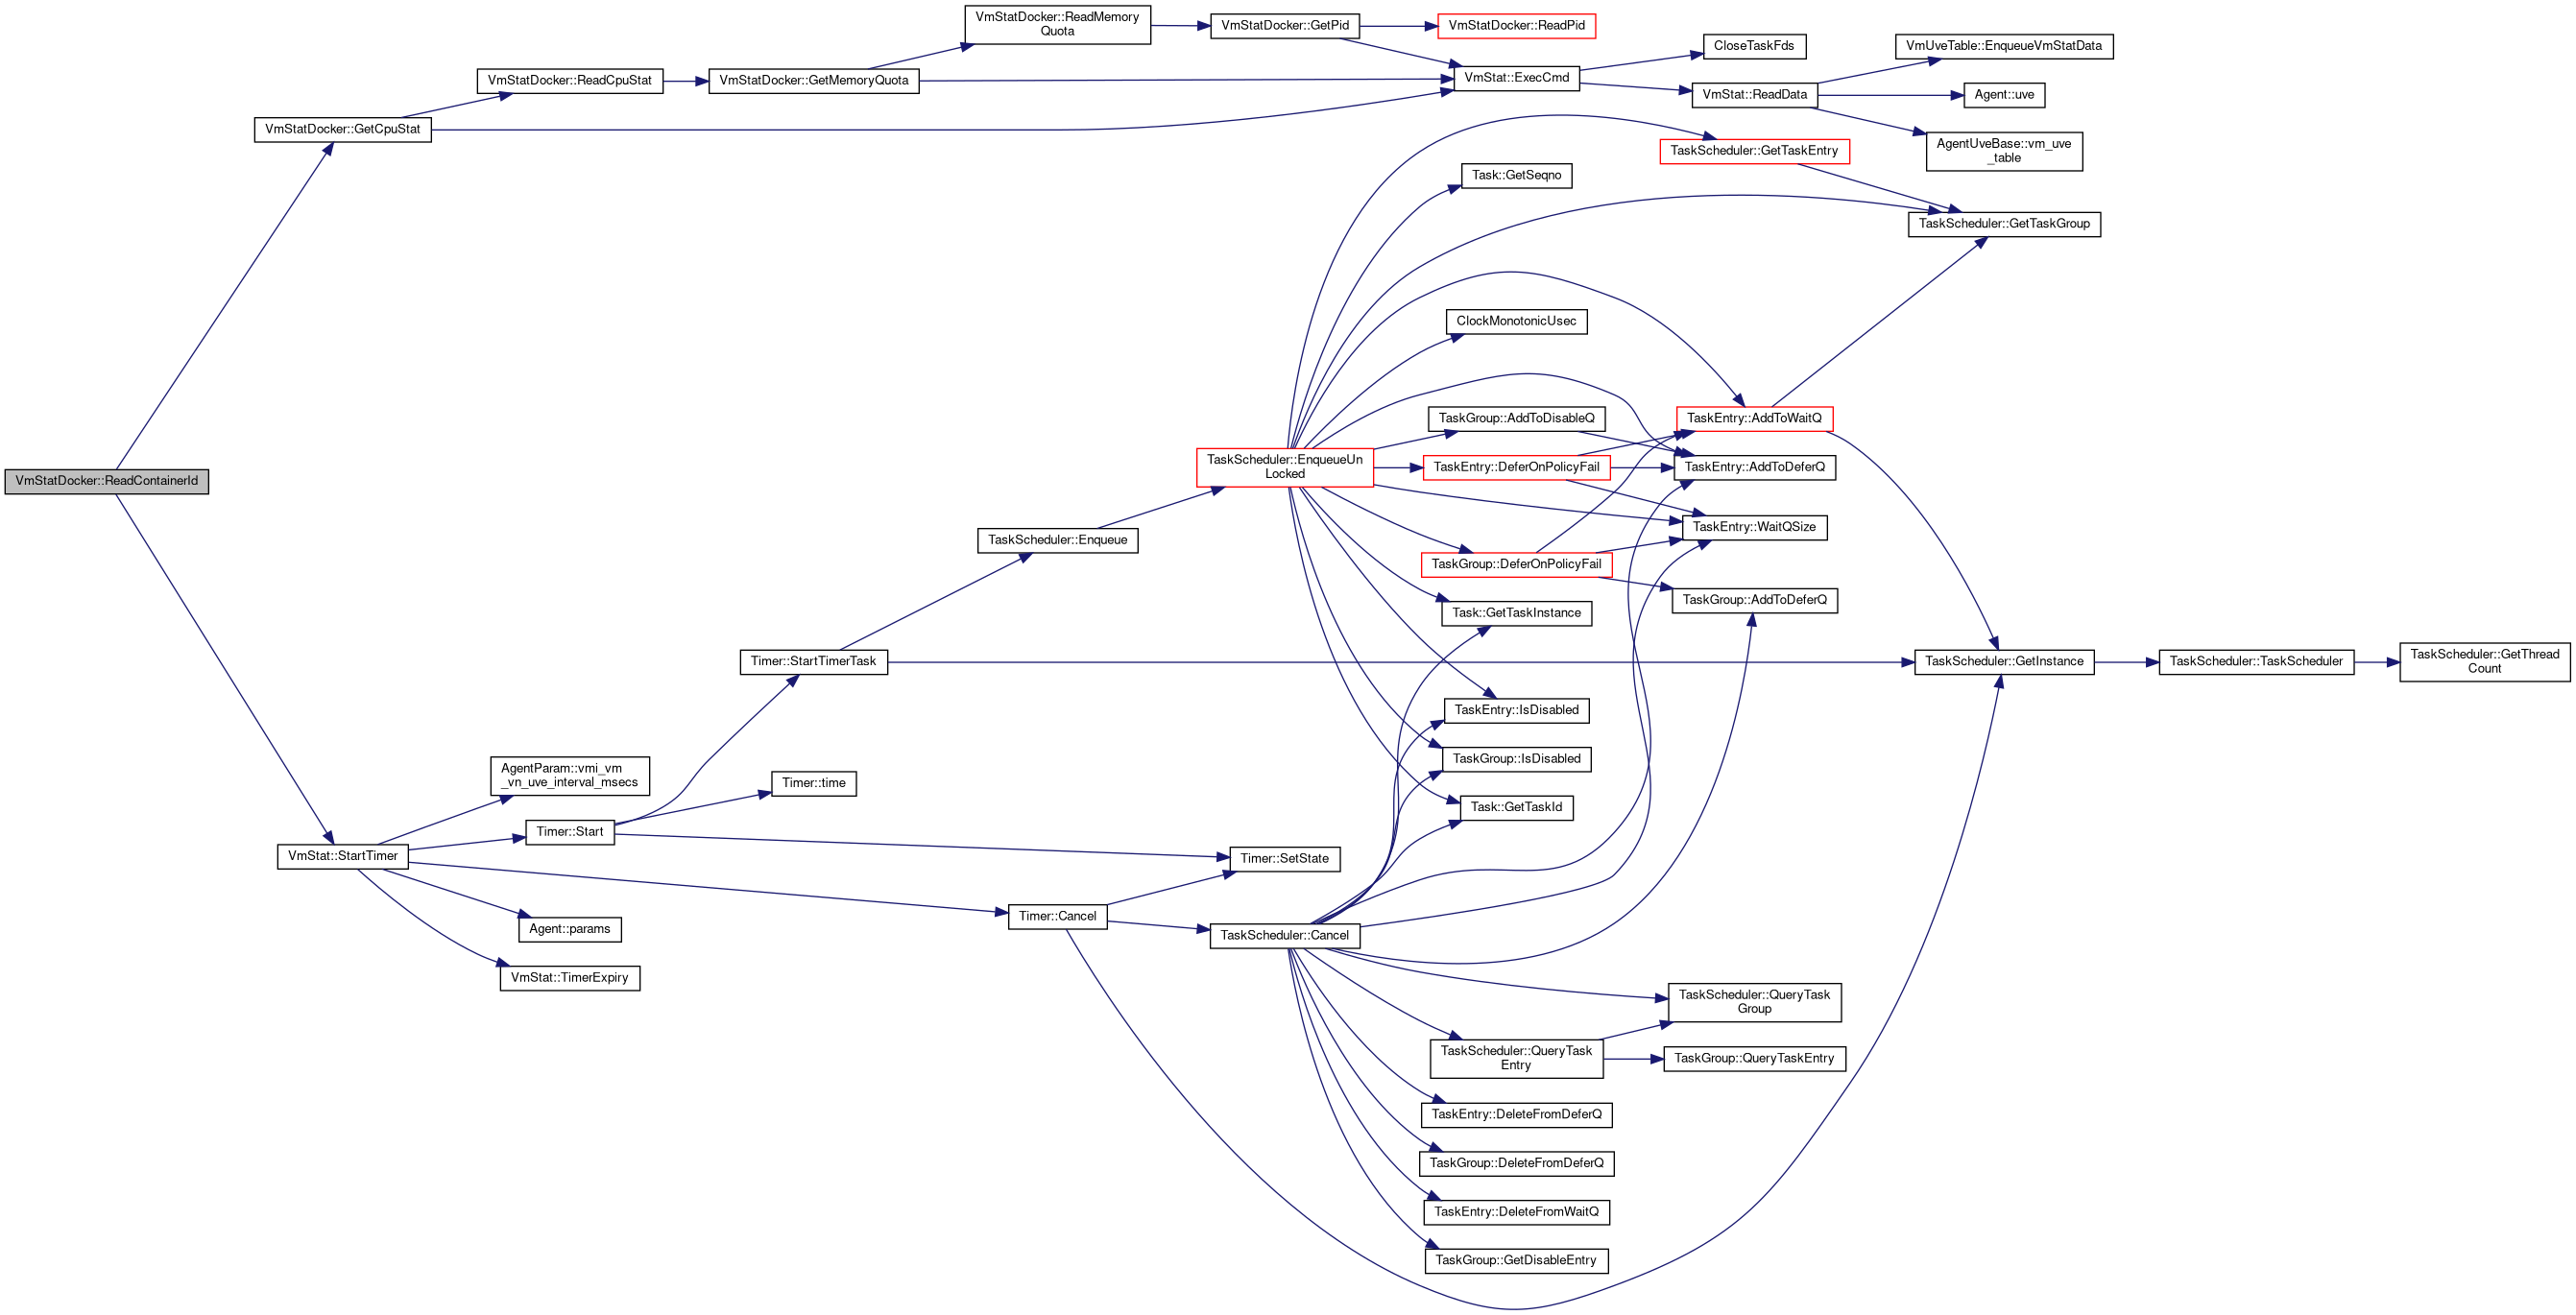 VmStatDocker::ReadContainerId
VmStatDocker::GetCpuStat
VmStatDocker::ReadCpuStat
VmStatDocker::GetMemoryQuota
VmStatDocker::ReadMemory
Quota
VmStatDocker::GetPid
VmStatDocker::ReadPid
VmStat::ExecCmd
CloseTaskFds
VmStat::ReadData
VmUveTable::EnqueueVmStatData
Agent::uve
AgentUveBase::vm_uve
_table
VmStat::StartTimer
AgentParam::vmi_vm
_vn_uve_interval_msecs
Timer::Start
Agent::params
VmStat::TimerExpiry
Timer::StartTimerTask
Timer::time
Timer::SetState
Timer::Cancel
TaskScheduler::Enqueue
TaskScheduler::EnqueueUn
Locked
TaskScheduler::GetTaskEntry
Task::GetSeqno
TaskScheduler::GetTaskGroup
ClockMonotonicUsec
TaskGroup::AddToDisableQ
TaskEntry::AddToWaitQ
TaskEntry::DeferOnPolicyFail
TaskEntry::AddToDeferQ
TaskEntry::WaitQSize
TaskGroup::DeferOnPolicyFail
TaskGroup::AddToDeferQ
Task::GetTaskInstance
TaskScheduler::GetInstance
TaskScheduler::TaskScheduler
TaskScheduler::GetThread
Count
TaskEntry::IsDisabled
TaskGroup::IsDisabled
Task::GetTaskId
TaskScheduler::Cancel
TaskScheduler::QueryTask
Group
TaskScheduler::QueryTask
Entry
TaskGroup::QueryTaskEntry
TaskEntry::DeleteFromDeferQ
TaskGroup::DeleteFromDeferQ
TaskEntry::DeleteFromWaitQ
TaskGroup::GetDisableEntry